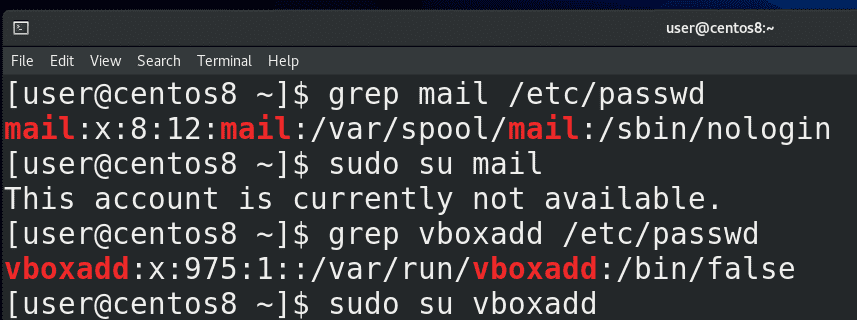 user@centos8:~
File Edit View Search Terminal Help
[user@centos8 ~]$ grep mail /etc/passwd
mail:x:8:12:mail:/var/spool/mail:/sbin/nologin
[user@centos8 ~]$ sudo su mail
This account is currently not available.
[user@centos8 ~]$ grep vboxadd /etc/passwd
vboxadd:x:975:1::/var/run/vboxadd:/bin/false
[user@centos8 ~]$ sudo su vboxadd